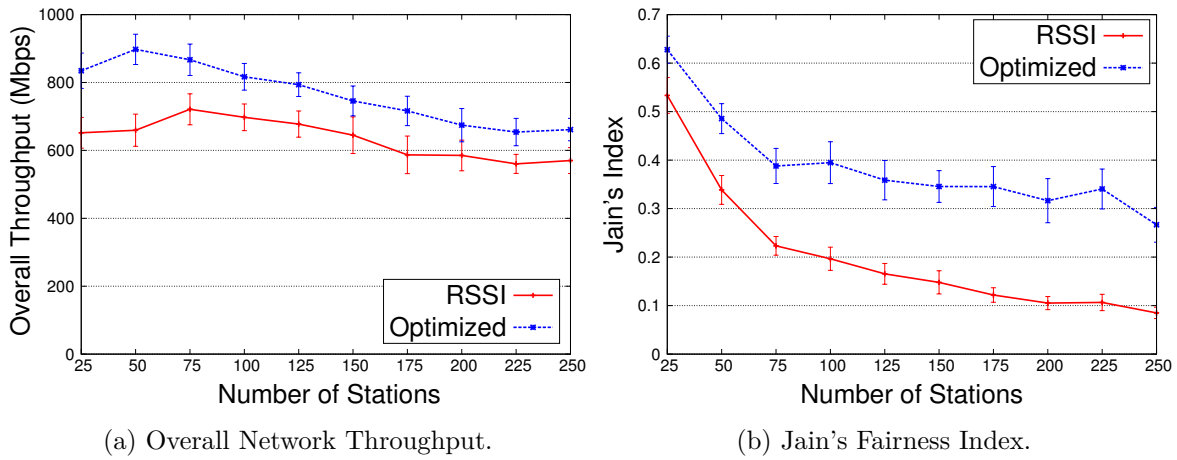 Overall Throughput (Mbps)
1000
800
600
400
200
0
RSSI
Optimized
25 50 75 100 125 150 175 200 225 250
Number of Stations
(a) Overall Network Throughput.
Jain's Index
0.7
0.6
0.5
0.4
0.3
0.2
0.1
0
RSSI
Optimized
25 50 75 100 125 150 175 200 225 250
Number of Stations
(b) Jain's Fairness Index.